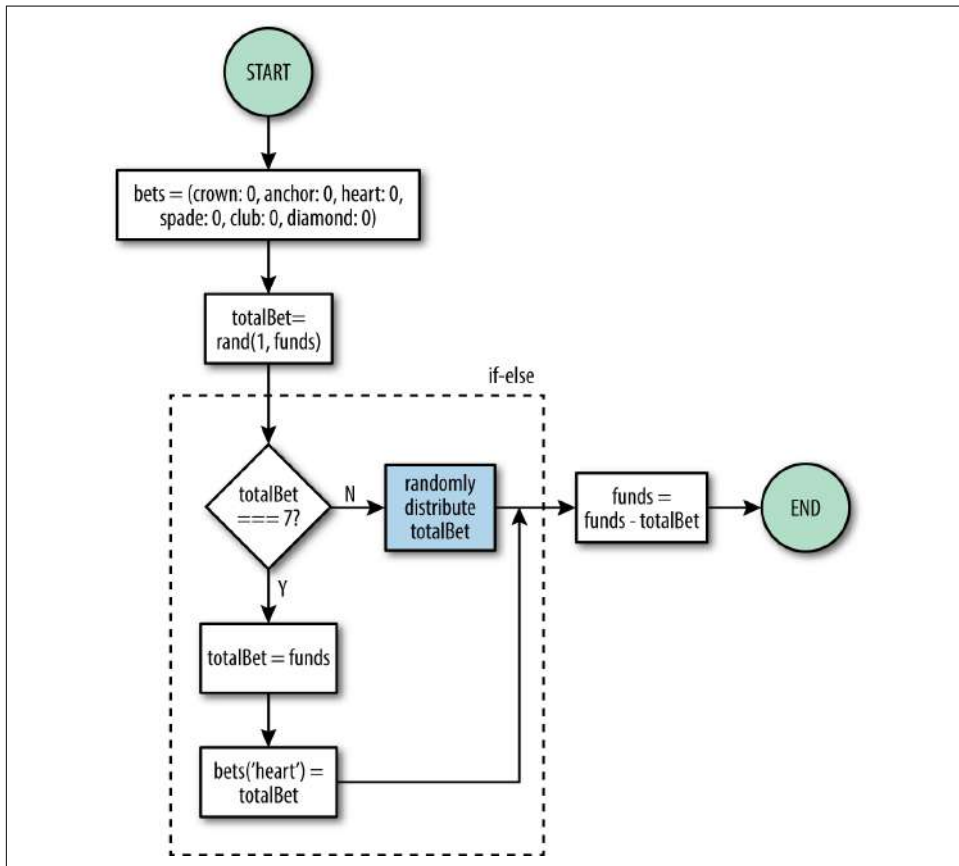 START
bets = (crown: 0, anchor: 0, heart: 0,
spade: 0, club: 0, diamond: 0)
totalBet=
rand(1, funds)
if-else
totalBet
=== 7?
N
randomly
distribute
totalBet
funds =
funds - totalBet
END
Y
totalBet = funds
bets('heart') =
totalBet